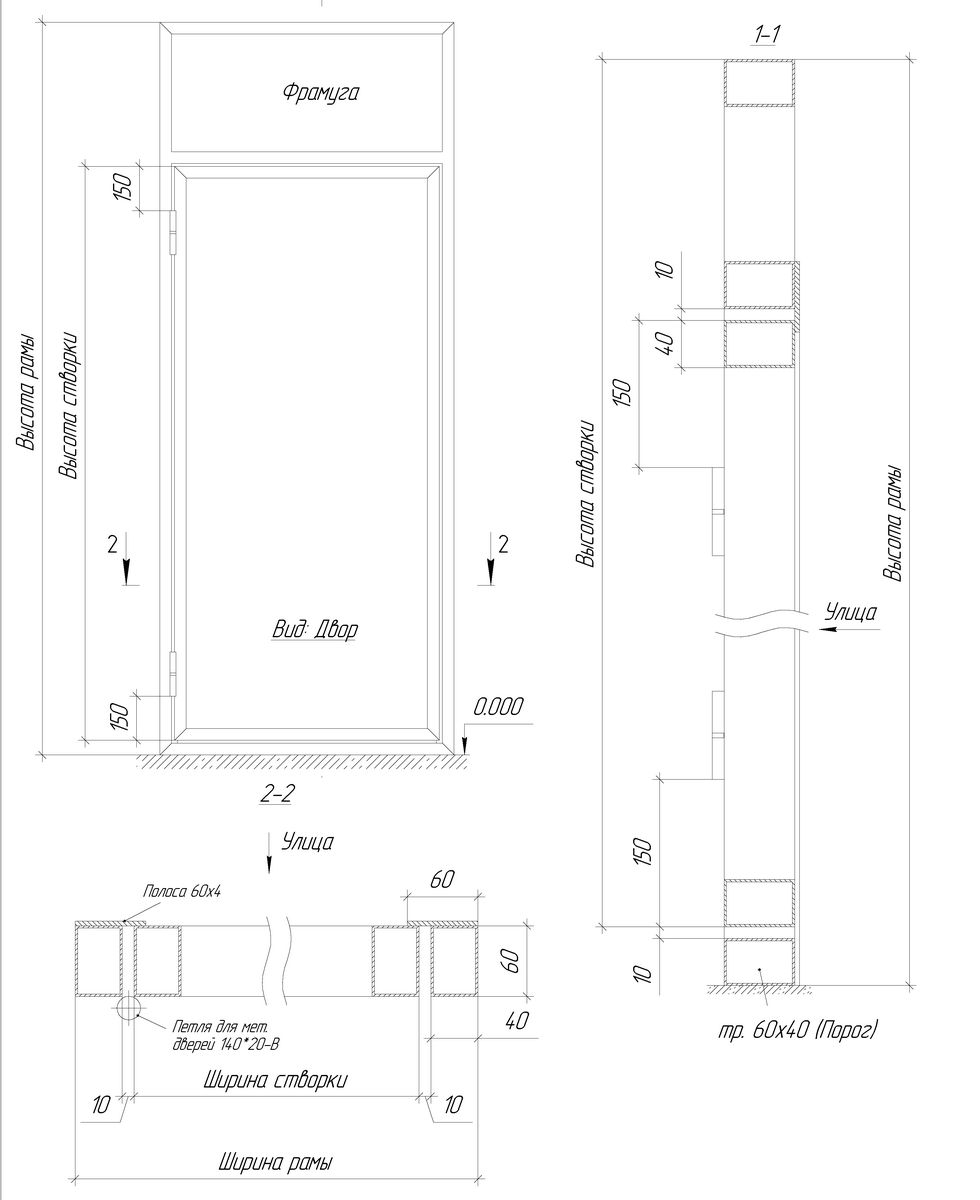 Фрамуга
150
Высота рамы
Высота створки
2
2
Вид: Двор
150
0.000
1-1
10
40
150
Высота створки
Высота рамы
Улица
150
10
тр. 60х40 (Порог)
2-2
Улица
Полоса 60х4
60
60
40
Петля для мет.
дверей 140*20-В
Ширина створки
10
10
Ширина рамы